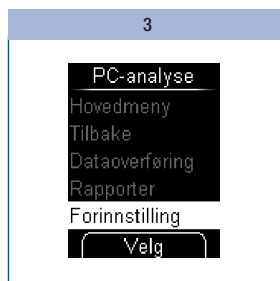 3
PC-analyse
Hovedmeny
Tilbake
Dataoverføring
Rapporter
Forinnstilling
Velg